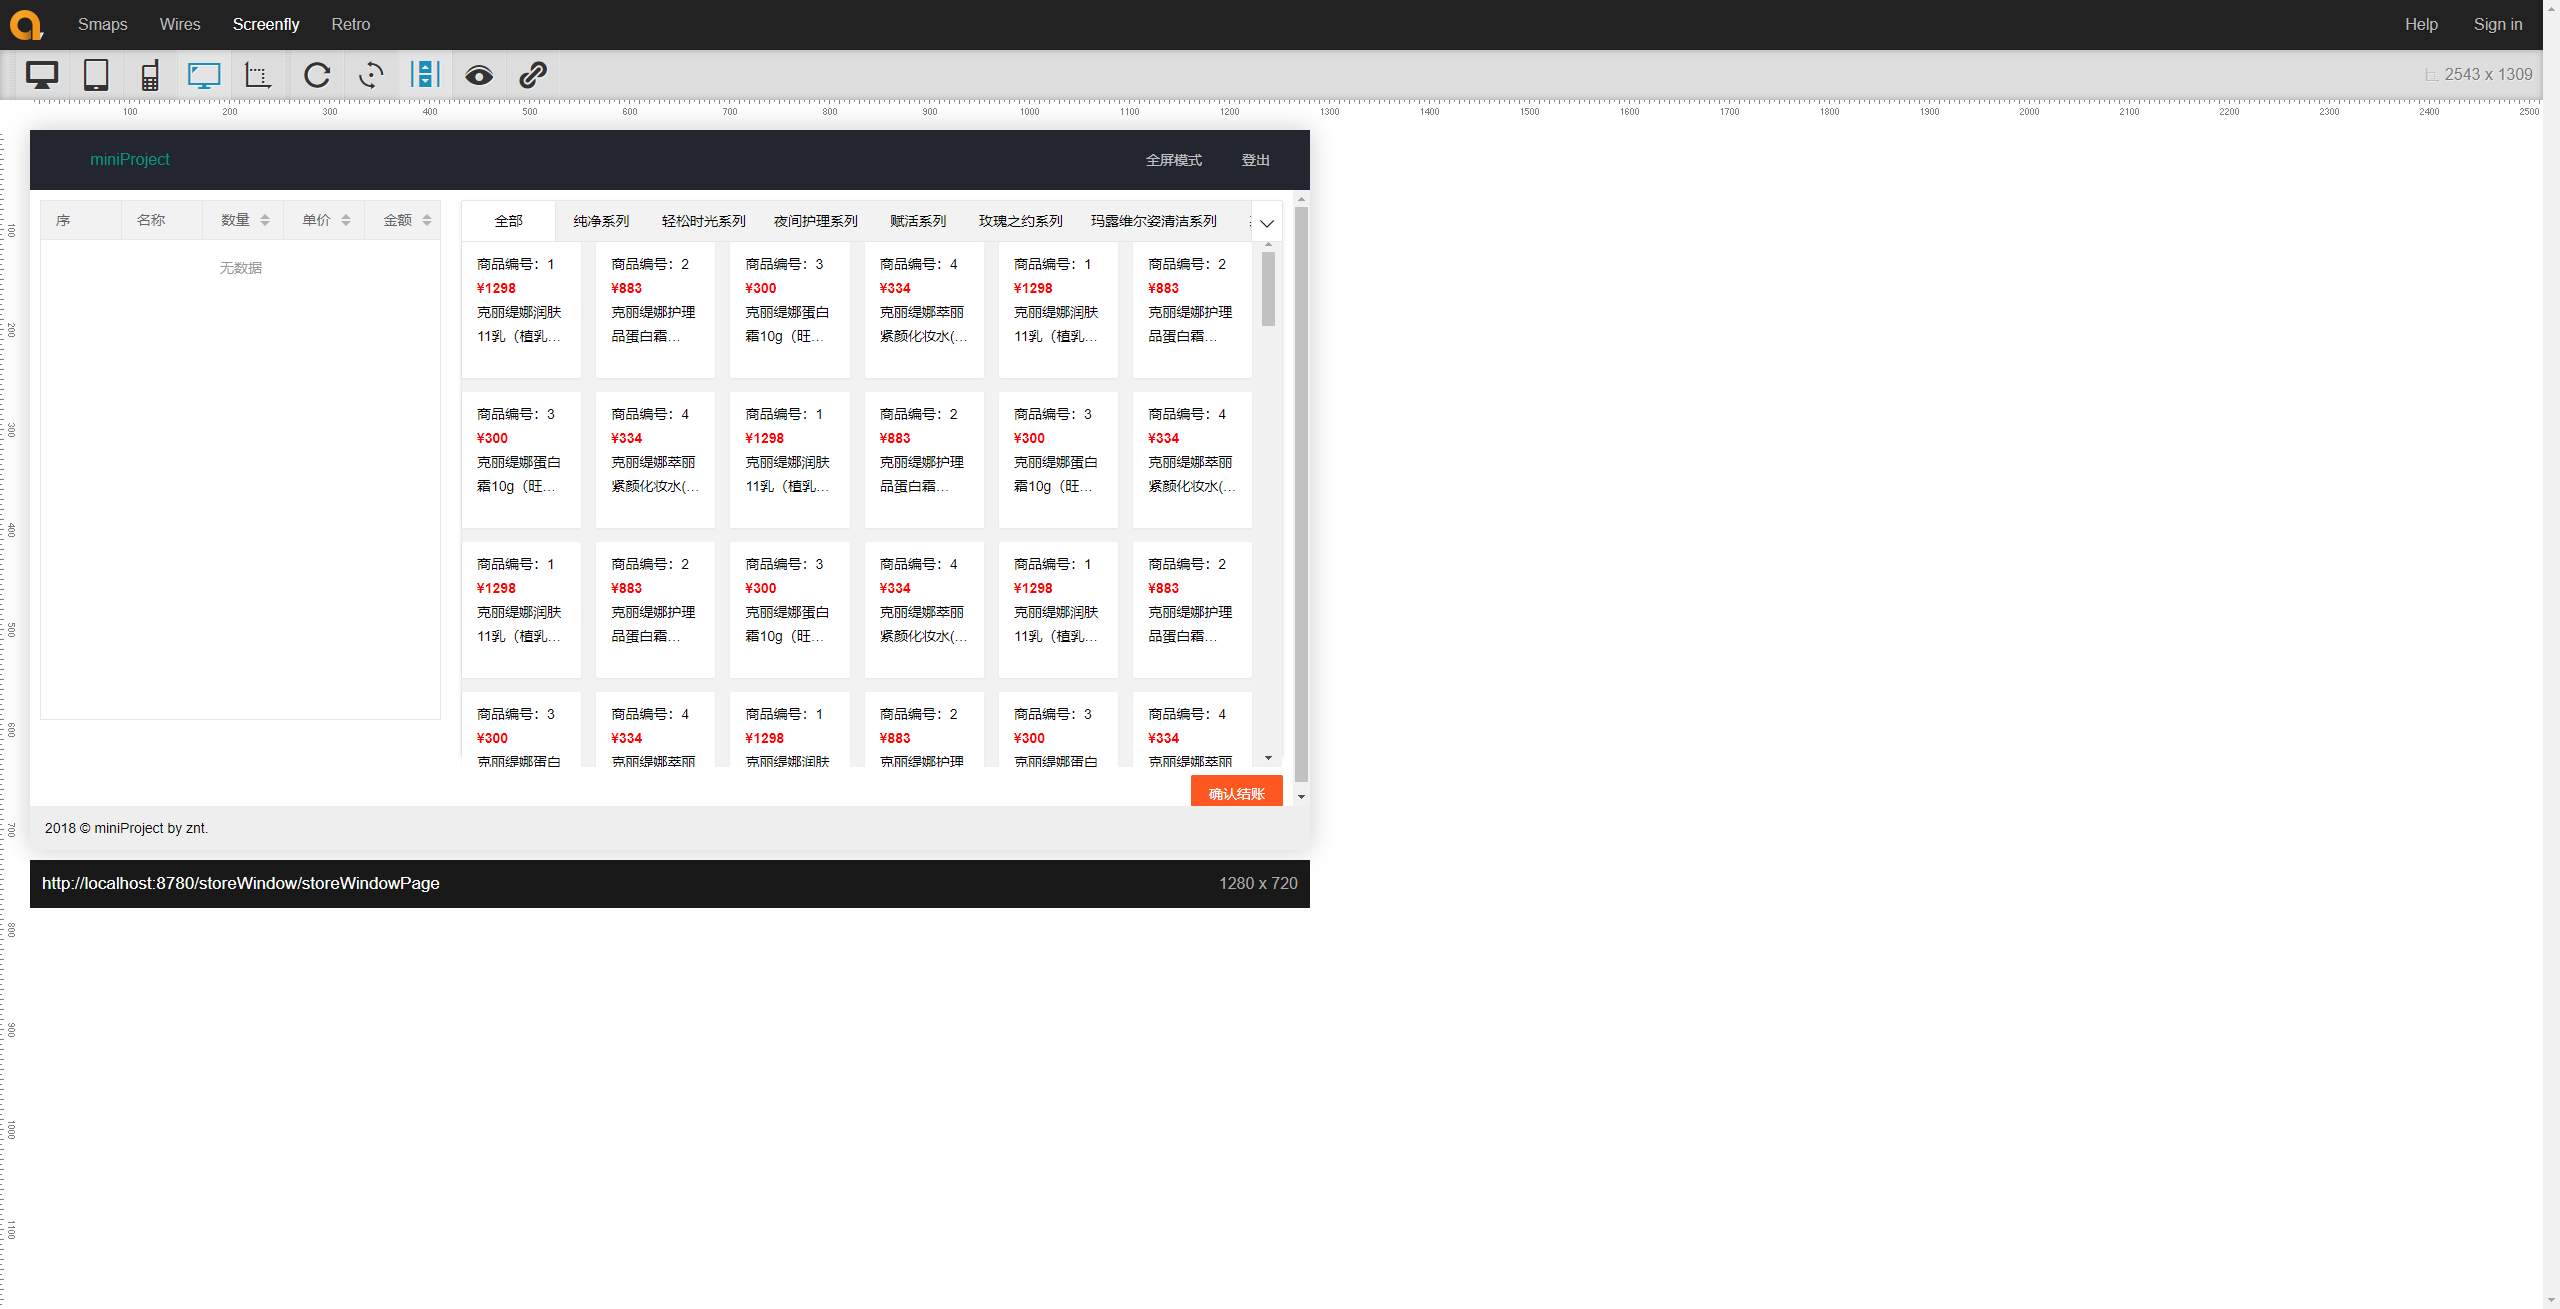 Smaps Wires Screenfly Retro Help Sign in
2543 x 1309
100 200 300 400 500 600 700 800 900 1000 1100 1200 1300 1400 1500 1600 1700 1800 1900 2000 2100 2200 2300 2400 2500
miniProject 全屏模式 登出
序 名称 数量 单价 金额
无数据
全部 纯净系列 轻松时光系列 夜间护理系列 赋活系列 玫瑰之约系列 玛露维尔姿清洁系列
商品编号：1 商品编号：2 商品编号：3 商品编号：4 商品编号：1 商品编号：2
¥1298 ¥883 ¥300 ¥334 ¥1298 ¥883
克丽缇娜润肤 克丽缇娜护理 克丽缇娜蛋白 克丽缇娜萃丽 克丽缇娜润肤 克丽缇娜护理
11乳（植乳... 品蛋白霜... 霜10g（旺... 紧颜化妆水(... 11乳（植乳... 品蛋白霜...
商品编号：3 商品编号：4 商品编号：1 商品编号：2 商品编号：3 商品编号：4
¥300 ¥334 ¥1298 ¥883 ¥300 ¥334
克丽缇娜蛋白 克丽缇娜萃丽 克丽缇娜润肤 克丽缇娜护理 克丽缇娜蛋白 克丽缇娜萃丽
霜10g（旺... 紧颜化妆水(... 11乳（植乳... 品蛋白霜... 霜10g（旺... 紧颜化妆水(...
商品编号：1 商品编号：2 商品编号：3 商品编号：4 商品编号：1 商品编号：2
¥1298 ¥883 ¥300 ¥334 ¥1298 ¥883
克丽缇娜润肤 克丽缇娜护理 克丽缇娜蛋白 克丽缇娜萃丽 克丽缇娜润肤 克丽缇娜护理
11乳（植乳... 品蛋白霜... 霜10g（旺... 紧颜化妆水(... 11乳（植乳... 品蛋白霜...
商品编号：3 商品编号：4 商品编号：1 商品编号：2 商品编号：3 商品编号：4
¥300 ¥334 ¥1298 ¥883 ¥300 ¥334
克丽缇娜蛋白 克丽缇娜萃丽 克丽缇娜润肤 克丽缇娜护理 克丽缇娜蛋白 克丽缇娜萃丽
确认结账
2018 © miniProject by znt.
http://localhost:8780/storeWindow/storeWindowPage 1280 x 720
100
200
300
400
500
600
700
800
900
1000
1100